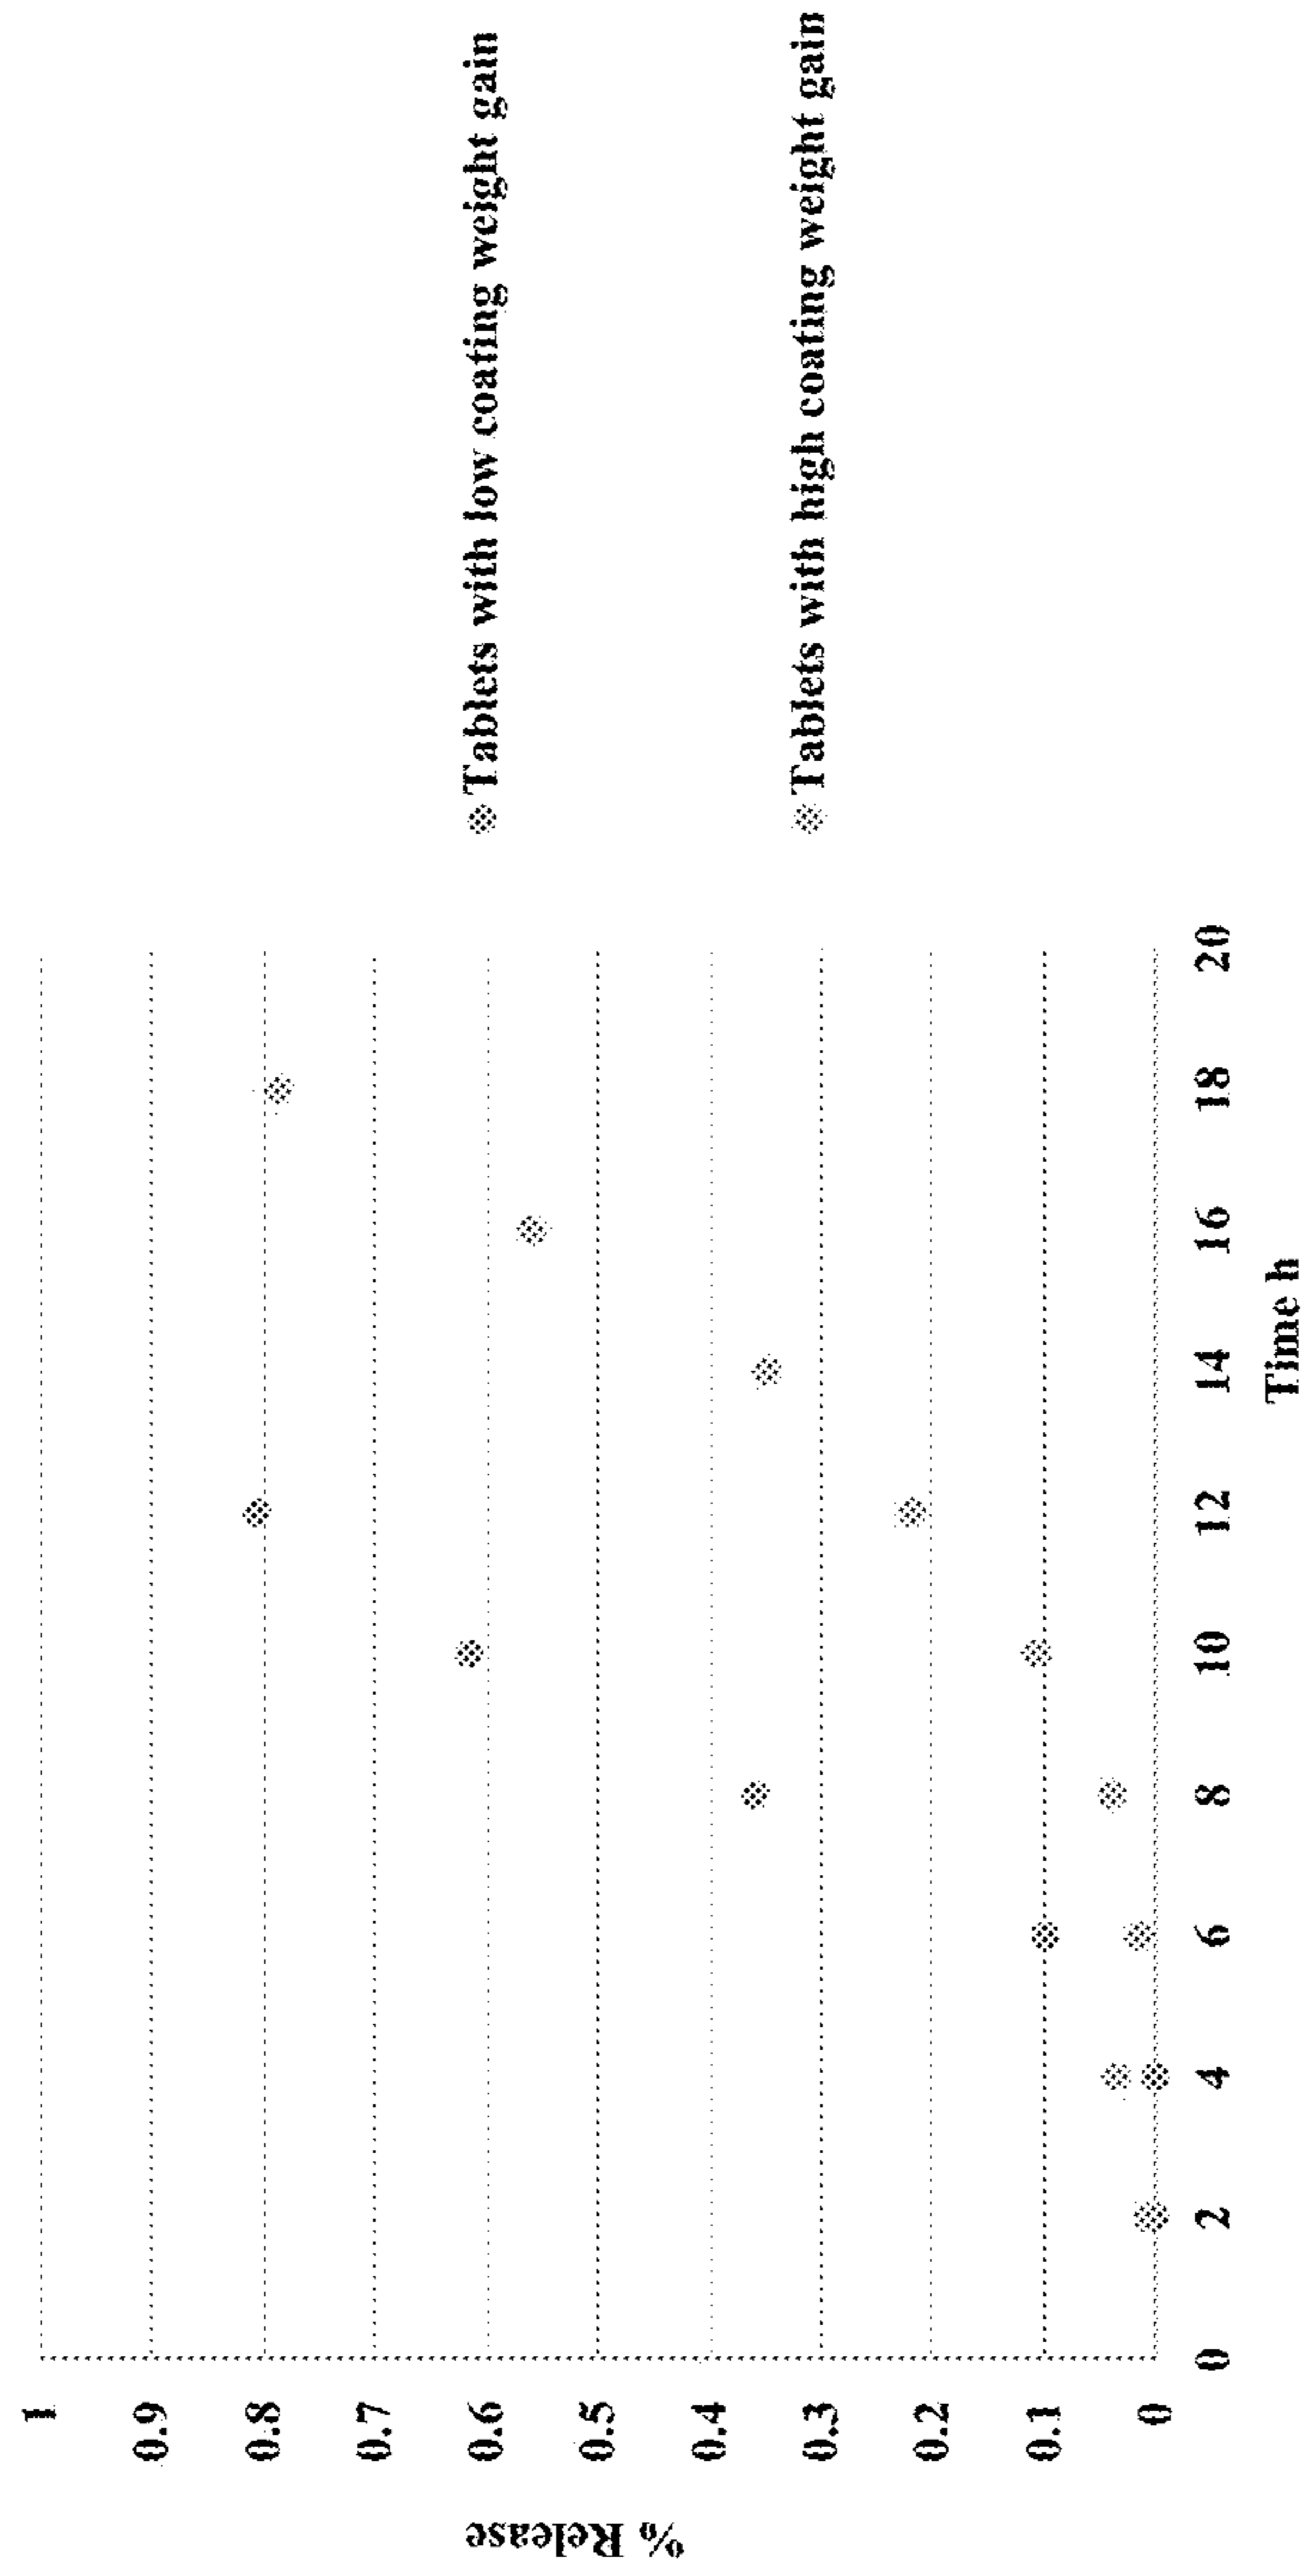 % Release
1
0.9
0.8
0.7
0.6
0.5
0.4
0.3
0.2
0.1
0
0 2 4 6 8 10 12 14 16 18 20
Time h
Tablets with low coating weight gain
Tablets with high coating weight gain